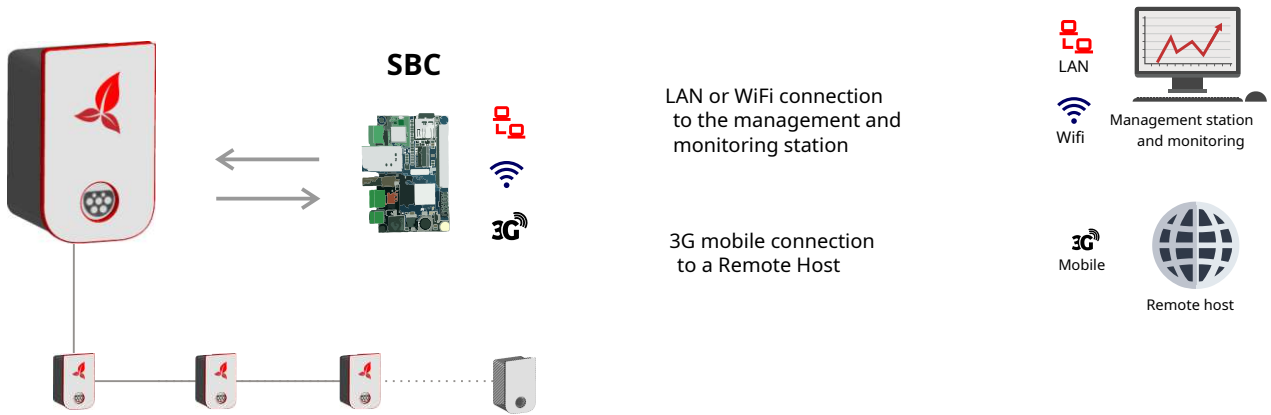 SBC
3G
LAN or WiFi connection
to the management and
monitoring station
3G mobile connection
to a Remote Host
LAN
Wifi
Management station
and monitoring
3G
Mobile
Remote host